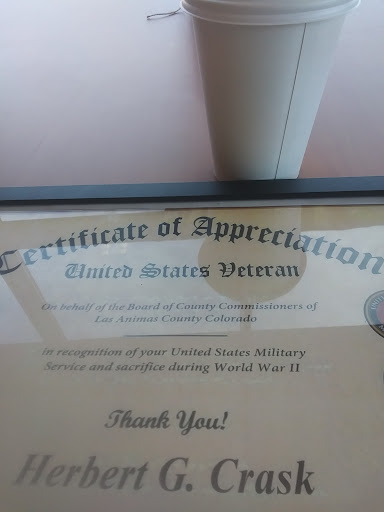 Certificate of Appreciation
United States Veteran
On behalf of the Board of County Commissioners of
Las Animas County Colorado
in recognition of your United States Military
Service and sacrifice during World War II
Thank You!
Herbert G. Crask